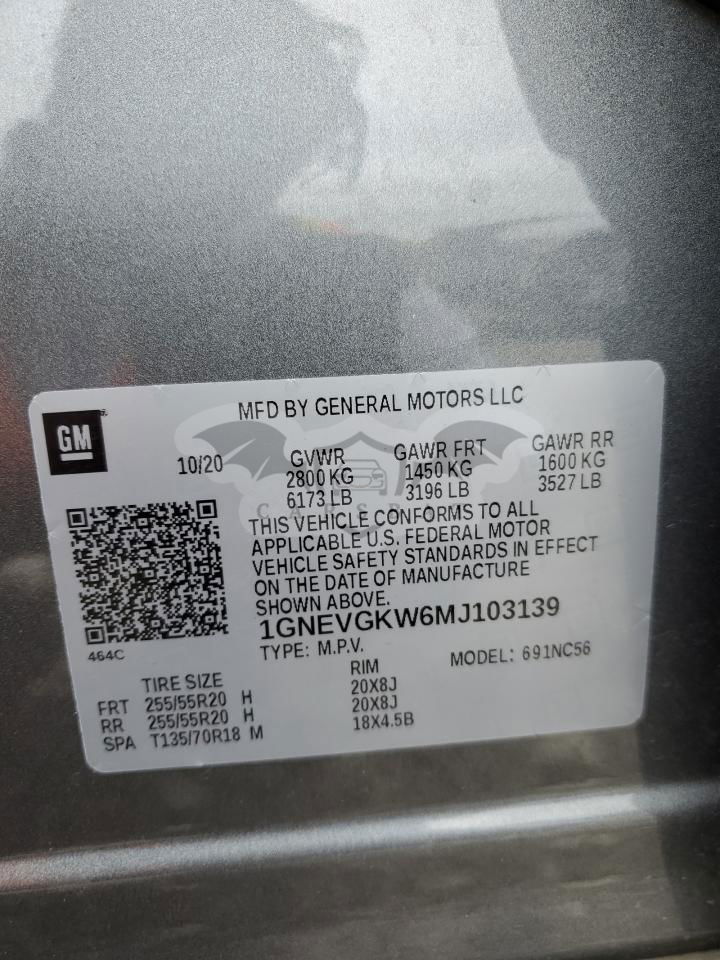 MFD BY GENERAL MOTORS LLC
GM
10/20
GVWR GAWR FRT GAWR RR
2800 KG 1450 KG 1600 KG
6173 LB 3196 LB 3527 LB
THIS VEHICLE CONFORMS TO ALL
APPLICABLE U.S. FEDERAL MOTOR
VEHICLE SAFETY STANDARDS IN EFFECT
ON THE DATE OF MANUFACTURE
SHOWN ABOVE.
1GNEVGKW6MJ103139
464C
TYPE: M.P.V. MODEL: 691NC56
TIRE SIZE RIM
FRT 255/55R20 H 20X8J
RR 255/55R20 H 20X8J
SPA T135/70R18 M 18X4.5B